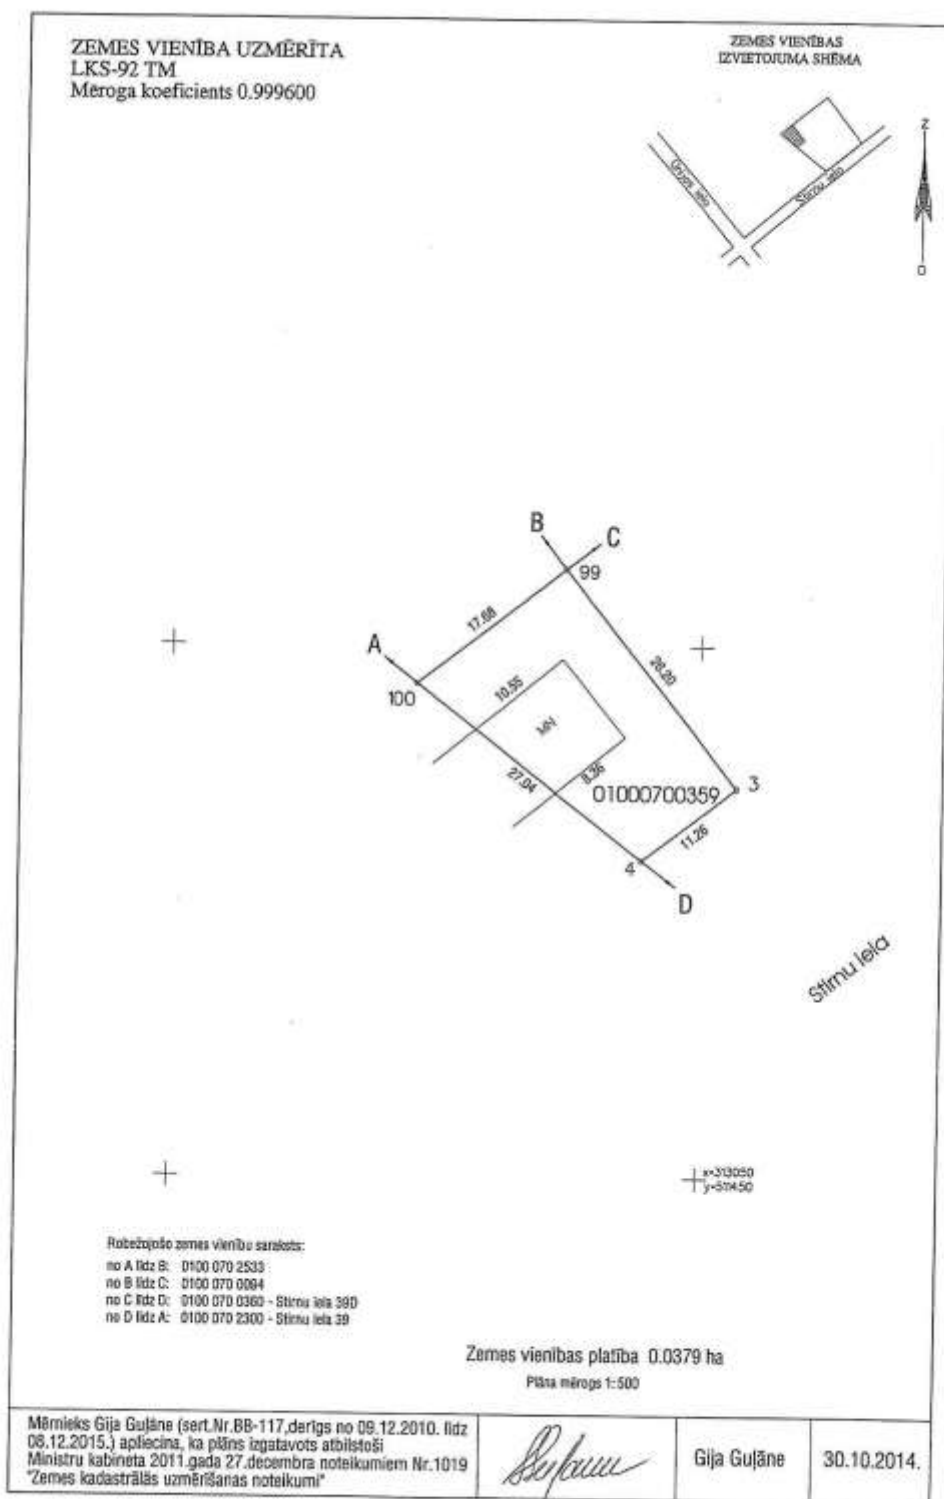 ZEMES VIENĪBA UZMĒRĪTA
LKS-92 TM
Mēroga koeficients 0.999600
ZEMES VIENĪBAS
IZVIETOJUMA SHĒMA
Z
Stirnu iela
D
B
C
99
17.68
A
100
10.55
26.20
MN
27.04
8.36
01000700359
3
11.26
4
D
Stirnu iela
x=313050
y=511450
Robežojošo zemes vienību saraksts:
no A līdz B: 0100 070 2533
no B līdz C: 0100 070 0094
no C līdz D: 0100 070 0360 - Stirnu iela 39D
no D līdz A: 0100 070 2300 - Stirnu iela 39
Zemes vienības platība 0.0379 ha
Plāna mērogs 1:500
Mērnieks Gija Guļāne (sert.Nr.BB-117,derīgs no 09.12.2010. līdz
08.12.2015.) apliecina, ka plāns izgatavots atbilstoši
Ministru kabineta 2011.gada 27.decembra noteikumiem Nr.1019
"Zemes kadastrālās uzmērīšanas noteikumi"
Gija Guļāne
30.10.2014.